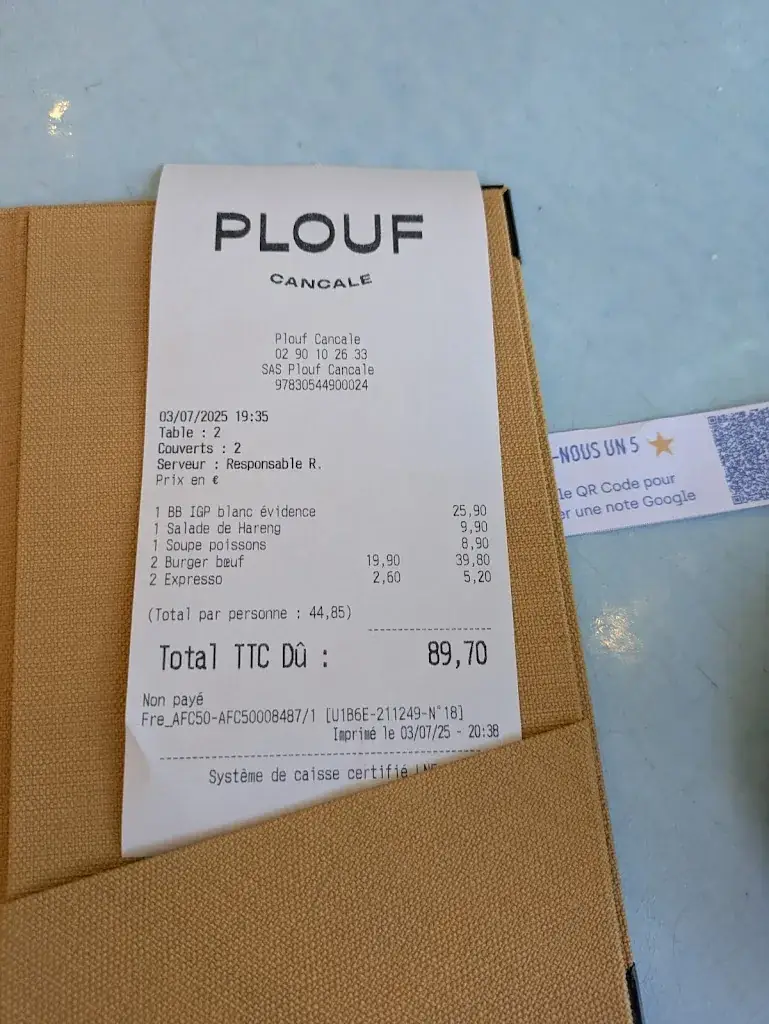 PLOUF
CANCALE
Plouf Cancale
02 90 10 26 33
SAS Plouf Cancale
97830544900024
03/07/2025 19:35
Table : 2
Couverts : 2
Serveur : Responsable R.
Prix en €
1 BB IGP blanc évidence 25,90
1 Salade de Hareng 9,90
1 Soupe poissons 8,90
2 Burger bœuf 19,90 39,80
2 Expresso 2,60 5,20
(Total par personne : 44,85)
Total TTC Dû : 89,70
Non payé
Fre_AFC50-AFC50008487/1 [U1B6E-211249-N°18]
Imprimé le 03/07/25 - 20:38
Système de caisse certifié
-NOUS UN 5
le QR Code pour
er une note Google